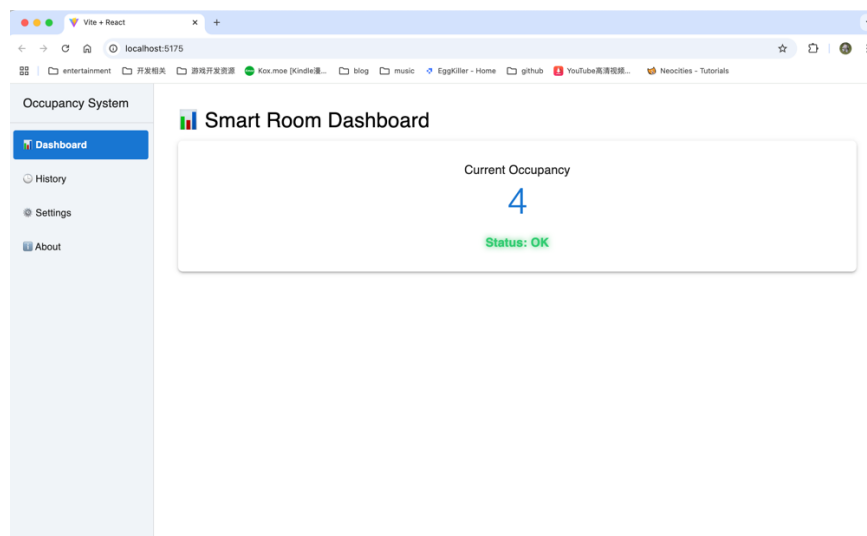 Vite + React
localhost:5175
entertainment 开发相关 游戏开发资源 Kox.moe [Kindle漫... blog music EggKiller - Home github YouTube高清视频... Neocities - Tutorials
Occupancy System
Dashboard
History
Settings
About
Smart Room Dashboard
Current Occupancy
4
Status: OK